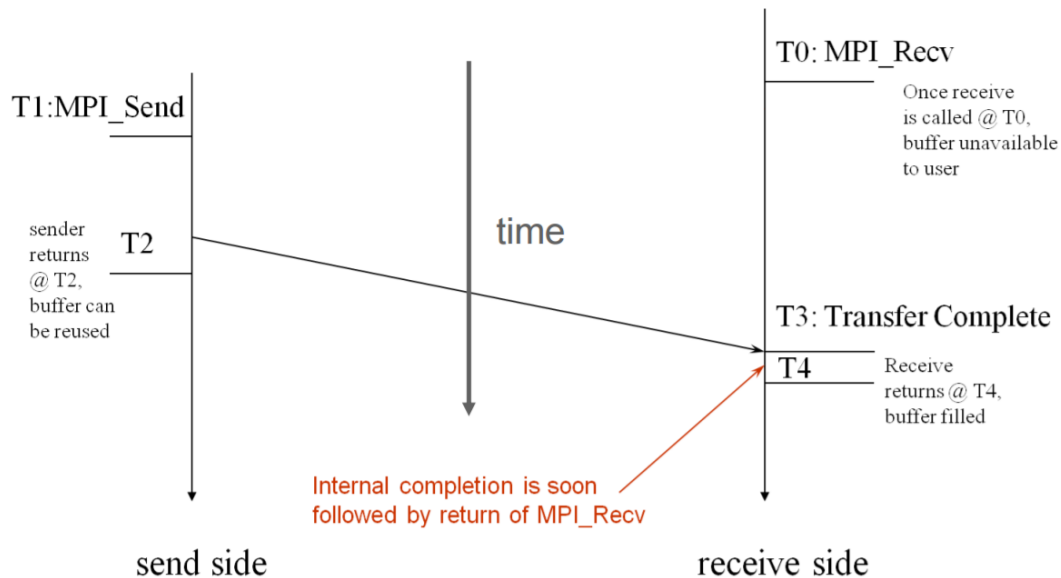 T0: MPI_Recv
Once receive
is called @ T0,
buffer unavailable
to user
T1:MPI_Send
sender
returns
@ T2,
buffer can
be reused
T2
time
T3: Transfer Complete
T4
Receive
returns @ T4,
buffer filled
Internal completion is soon
followed by return of MPI_Recv
send side
receive side